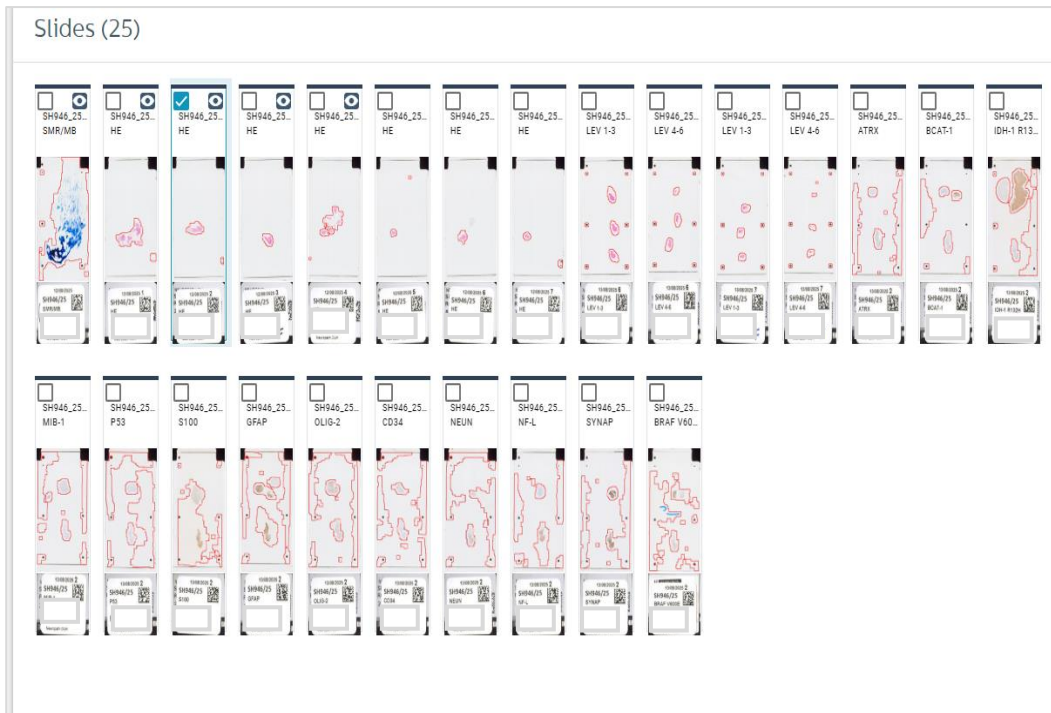 Slides (25)
SH946_25... SH946_25... SH946_25... SH946_25... SH946_25... SH946_25... SH946_25... SH946_25... SH946_25... SH946_25... SH946_25... SH946_25... SH946_25... SH946_25... SH946_25...
SMR/MB HE HE HE HE HE HE HE LEV 1-3 LEV 4-6 LEV 1-3 LEV 4-6 ATRX BCAT-1 IDH-1 R13...
SH946/25 SH946/25 SH946/25 SH946/25 SH946/25 SH946/25 SH946/25 SH946/25 SH946/25 SH946/25 SH946/25 SH946/25 SH946/25 SH946/25 SH946/25
SMR/MB HE HE HE HE HE HE LEV 1-3 LEV 4-6 LEV 1-3 LEV 4-6 ATRX BCAT-1 IDH-1 R132H
SH946_25... SH946_25... SH946_25... SH946_25... SH946_25... SH946_25... SH946_25... SH946_25... SH946_25... SH946_25...
MIB-1 P53 S100 GFAP OLIG-2 CD34 NEUN NF-L SYNAP BRAF V60...
SH946/25 SH946/25 SH946/25 SH946/25 SH946/25 SH946/25 SH946/25 SH946/25 SH946/25 SH946/25
P53 S100 GFAP OLIG-2 CD34 NEUN NF-L SYNAP BRAF V600E